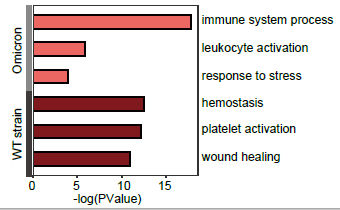 Omicron
immune system process
leukocyte activation
response to stress
WT strain
hemostasis
platelet activation
wound healing
0 5 10 15
-log(PValue)